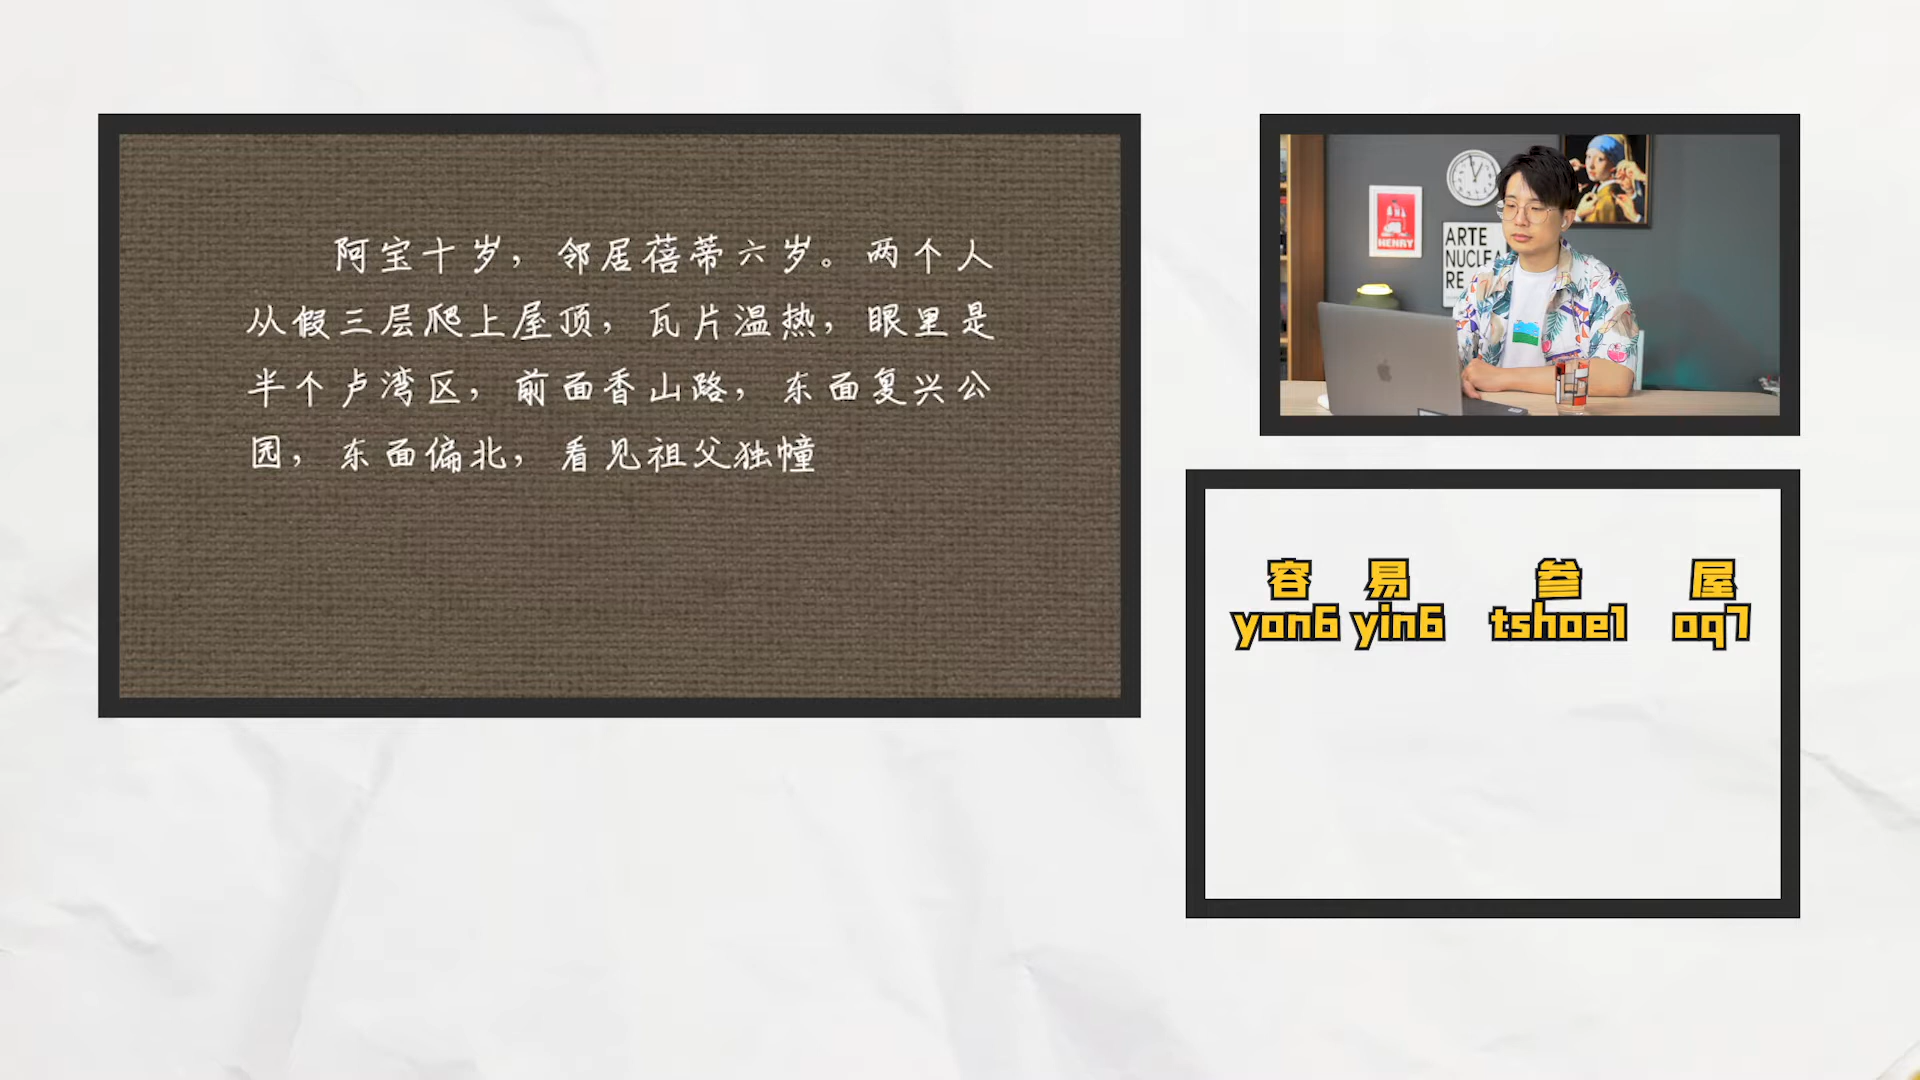 阿宝十岁，邻居蓓蒂六岁。两个人
从假三层爬上屋顶，瓦片温热，眼里是
半个卢湾区，前面香山路，东面复兴公
园，东面偏北，看见祖父独幢
HENRY
ARTE
NUCLEA
RE
容 易 参 屋
yon6 yin6 tshoe1 oq7